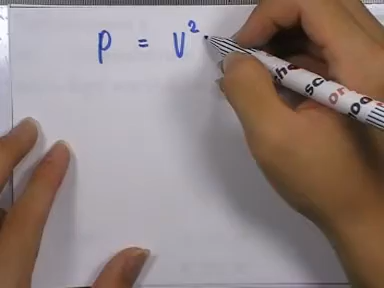 P = V²